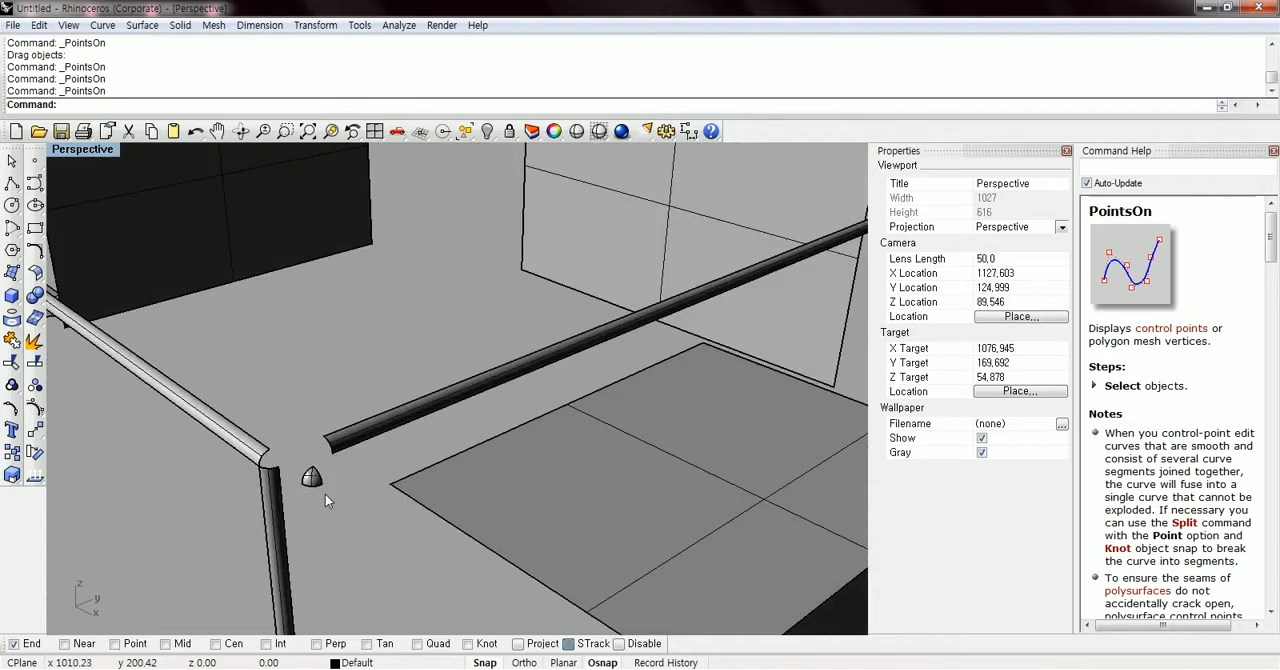 Untitled - Rhinoceros (Corporate) - [Perspective]
File Edit View Curve Surface Solid Mesh Dimension Transform Tools Analyze Render Help
Command: _PointsOn
Drag objects:
Command: _PointsOn
Command: _PointsOn
Command: _PointsOn
Command:
Perspective
z
y
x
Properties
Viewport
Title Perspective
Width 1027
Height 616
Projection Perspective
Camera
Lens Length 50,0
X Location 1127,603
Y Location 124,999
Z Location 89,546
Location Place...
Target
X Target 1076,945
Y Target 169,692
Z Target 54,878
Location Place...
Wallpaper
Filename (none) ...
Show
Gray
Command Help
Auto-Update
PointsOn
Displays control points or
polygon mesh vertices.
Steps:
Select objects.
Notes
When you control-point edit
curves that are smooth and
consist of several curve
segments joined together,
the curve will fuse into a
single curve that cannot be
exploded. If necessary you
can use the Split command
with the Point option and
Knot object snap to break
the curve into segments.
To ensure the seams of
polysurfaces do not
accidentally crack open,
polysurface control points
End Near Point Mid Cen Int Perp Tan Quad Knot Project STrack Disable
CPlane x 1010.23 y 200.42 z 0.00 0.00 Default Snap Ortho Planar Osnap Record History